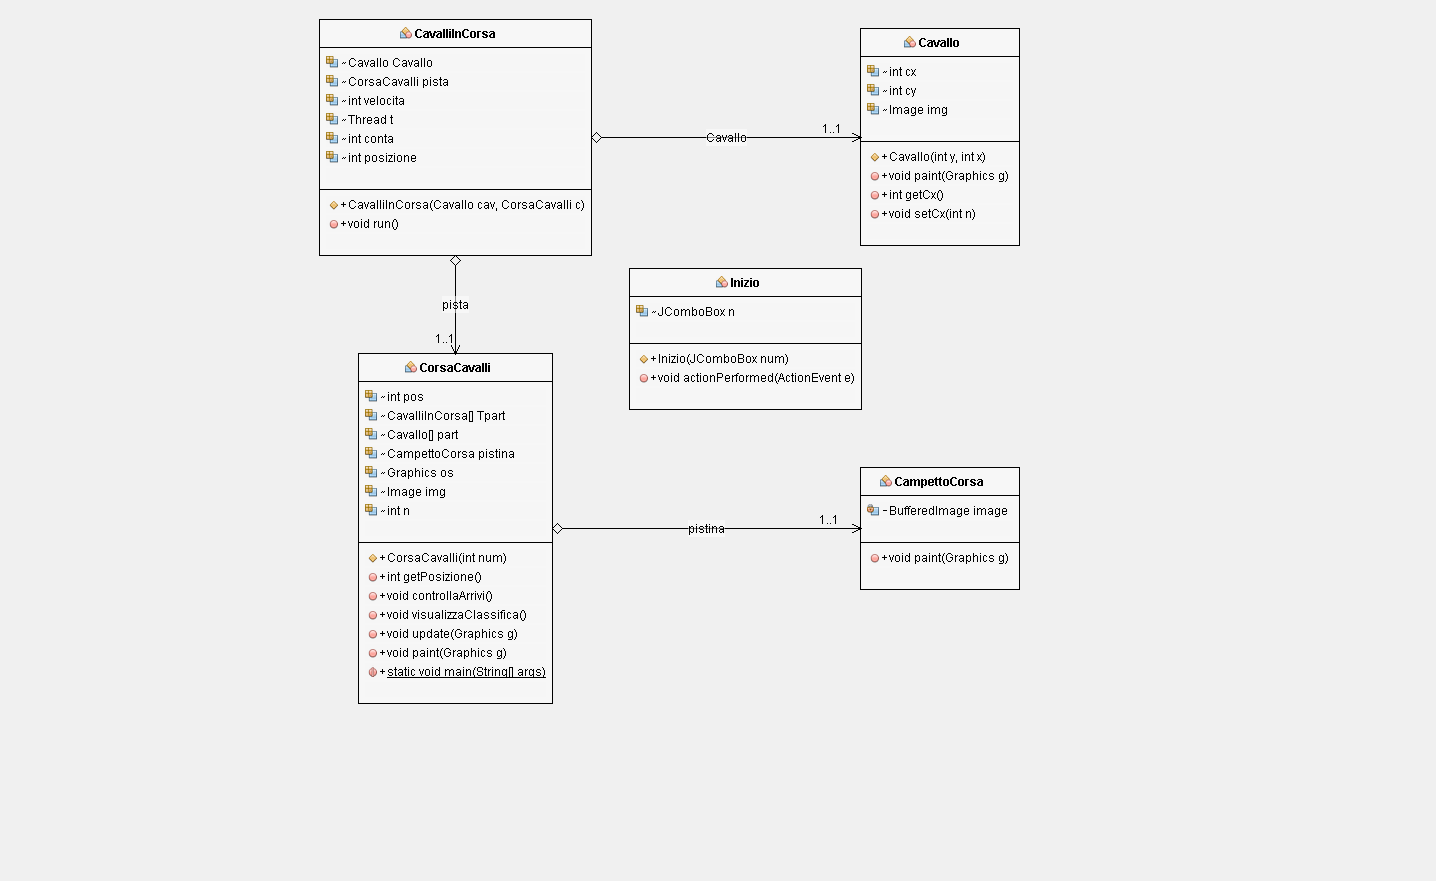 CavalliInCorsa
~Cavallo Cavallo
~CorsaCavalli pista
~int velocita
~Thread t
~int conta
~int posizione
+CavalliInCorsa(Cavallo cav, CorsaCavalli c)
+void run()
Cavallo
1..1
Cavallo
~int cx
~int cy
~Image img
+Cavallo(int y, int x)
+void paint(Graphics g)
+int getCx()
+void setCx(int n)
Inizio
~JComboBox n
+Inizio(JComboBox num)
+void actionPerformed(ActionEvent e)
pista
1..1
CorsaCavalli
~int pos
~CavalliInCorsa[] Tpart
~Cavallo[] part
~CampettoCorsa pistina
~Graphics os
~Image img
~int n
+CorsaCavalli(int num)
+int getPosizione()
+void controllaArrivi()
+void visualizzaClassifica()
+void update(Graphics g)
+void paint(Graphics g)
+static void main(String[] args)
pistina
1..1
CampettoCorsa
-BufferedImage image
+void paint(Graphics g)